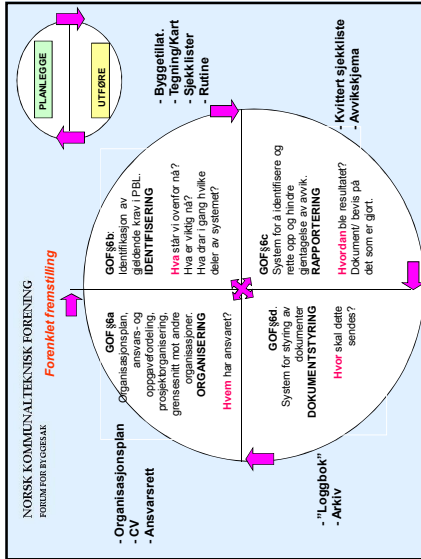 NORSK KOMMUNALTEKNISK FORENING
FORUM FOR BYGGESAK
Forenklet fremstilling
PLANLEGGE
UTFØRE
- Organisasjonsplan
- CV
- Ansvarsrett
GOF§6a
Organisasjonsplan,
ansvars- og
oppgavefordeling,
prosjektorganisering,
grensesnitt mot andre
organisasjoner.
ORGANISERING
Hvem har ansvaret?
GOF§6b:
Identifikasjon av
gjeldende krav i PBL.
IDENTIFISERING
Hva står vi ovenfor nå?
Hva er viktig nå?
Hva drar i gang hvilke
deler av systemet?
- Byggetillat.
- Tegning/Kart
- Sjekklister
- Rutine
GOF§6d.
System for styring av
dokumenter
DOKUMENTSTYRING
Hvor skal dette
sendes?
GOF§6c
System for å identifisere og
rette opp og hindre
gjentagelse av avvik.
RAPPORTERING
Hvordan ble resultatet?
Dokument/ bevis på
det som er gjort.
- "Loggbok"
- Arkiv
- Kvittert sjekkliste
- Avvikskjema